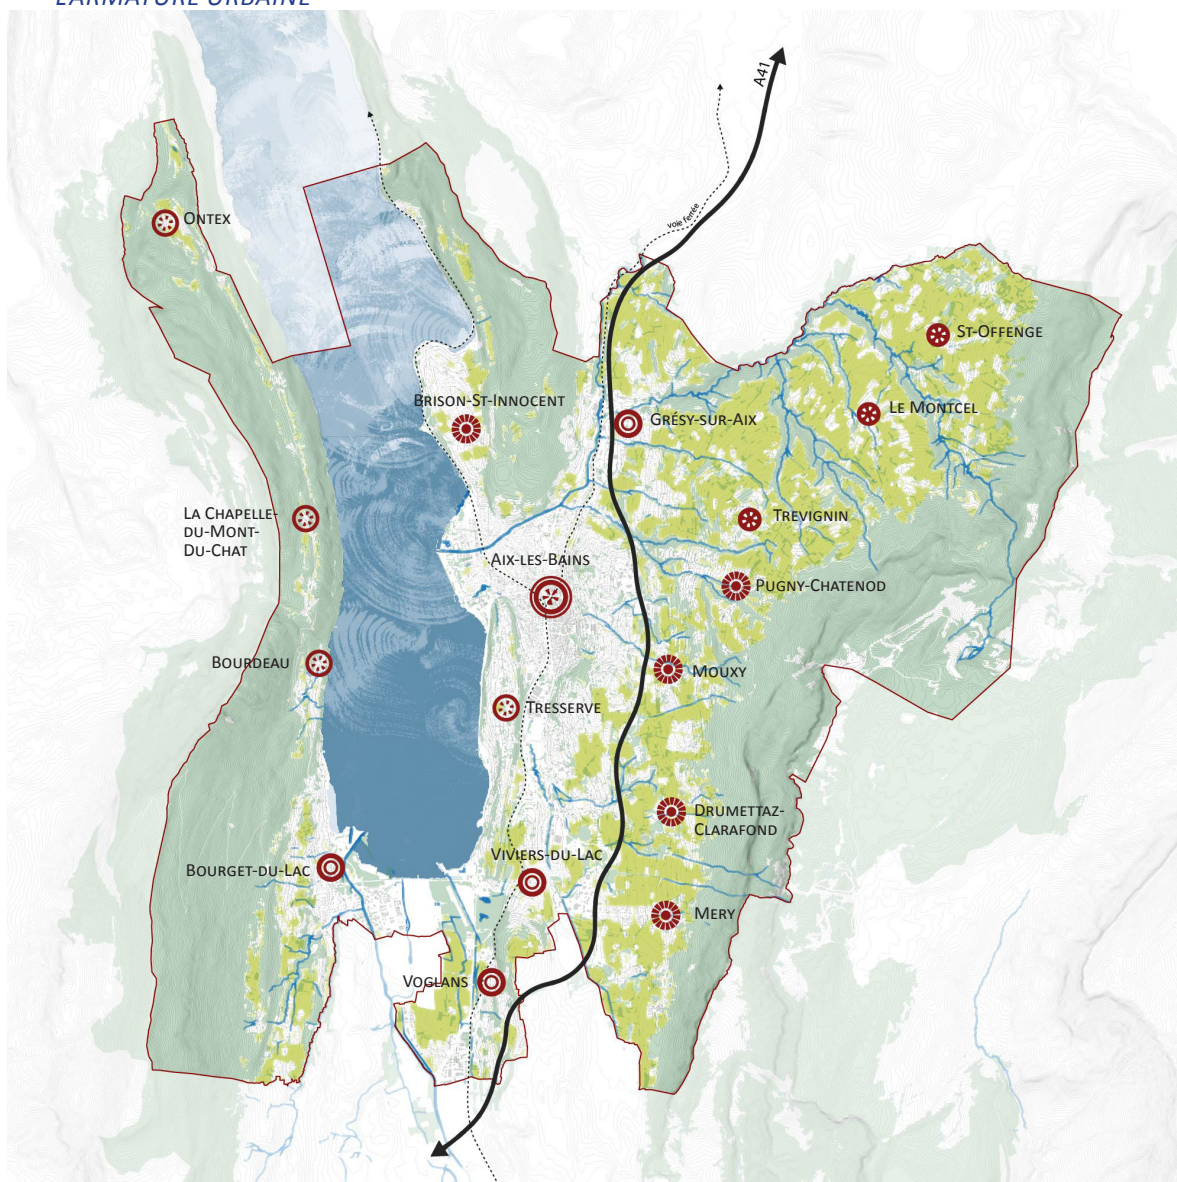 L'ARMATURE URBAINE
A41
Voie ferrée
ONTEX
ST-OFFENGE
BRISON-ST-INNOCENT
LE MONTCEL
GRÉSY-SUR-AIX
LA CHAPELLE-
DU-MONT-
DU-CHAT
TREVIGNIN
AIX-LES-BAINS
PUGNY-CHATENOD
BOURDEAU
MOUXY
TRESSERVE
DRUMETTAZ-
CLARAFOND
VIVIERS-DU-LAC
BOURGET-DU-LAC
MERY
VOGLANS